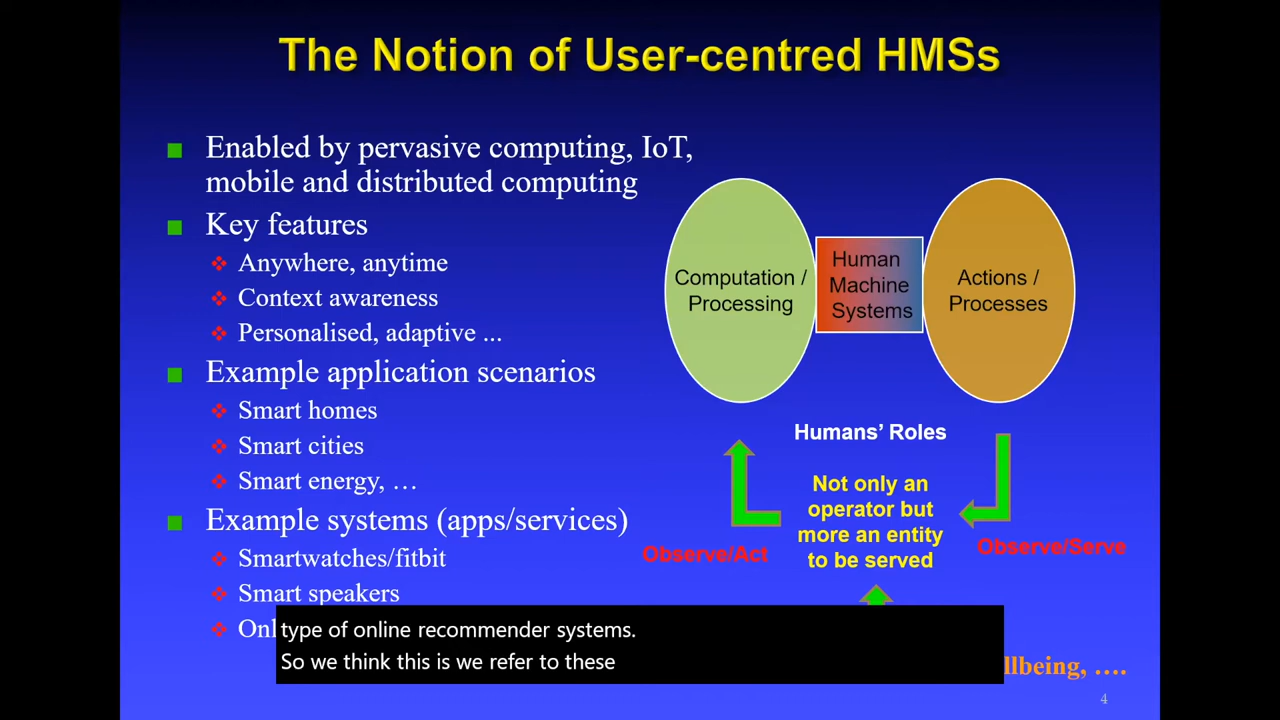 The Notion of User-centred HMSs
Enabled by pervasive computing, IoT,
mobile and distributed computing
Key features
Anywhere, anytime
Context awareness
Personalised, adaptive ...
Example application scenarios
Smart homes
Smart cities
Smart energy, …
Example systems (apps/services)
Smartwatches/fitbit
Smart speakers
Computation /
Processing
Human
Machine
Systems
Actions /
Processes
Humans' Roles
Not only an
operator but
more an entity
to be served
Observe/Act
Observe/Serve
type of online recommender systems.
So we think this is we refer to these
4